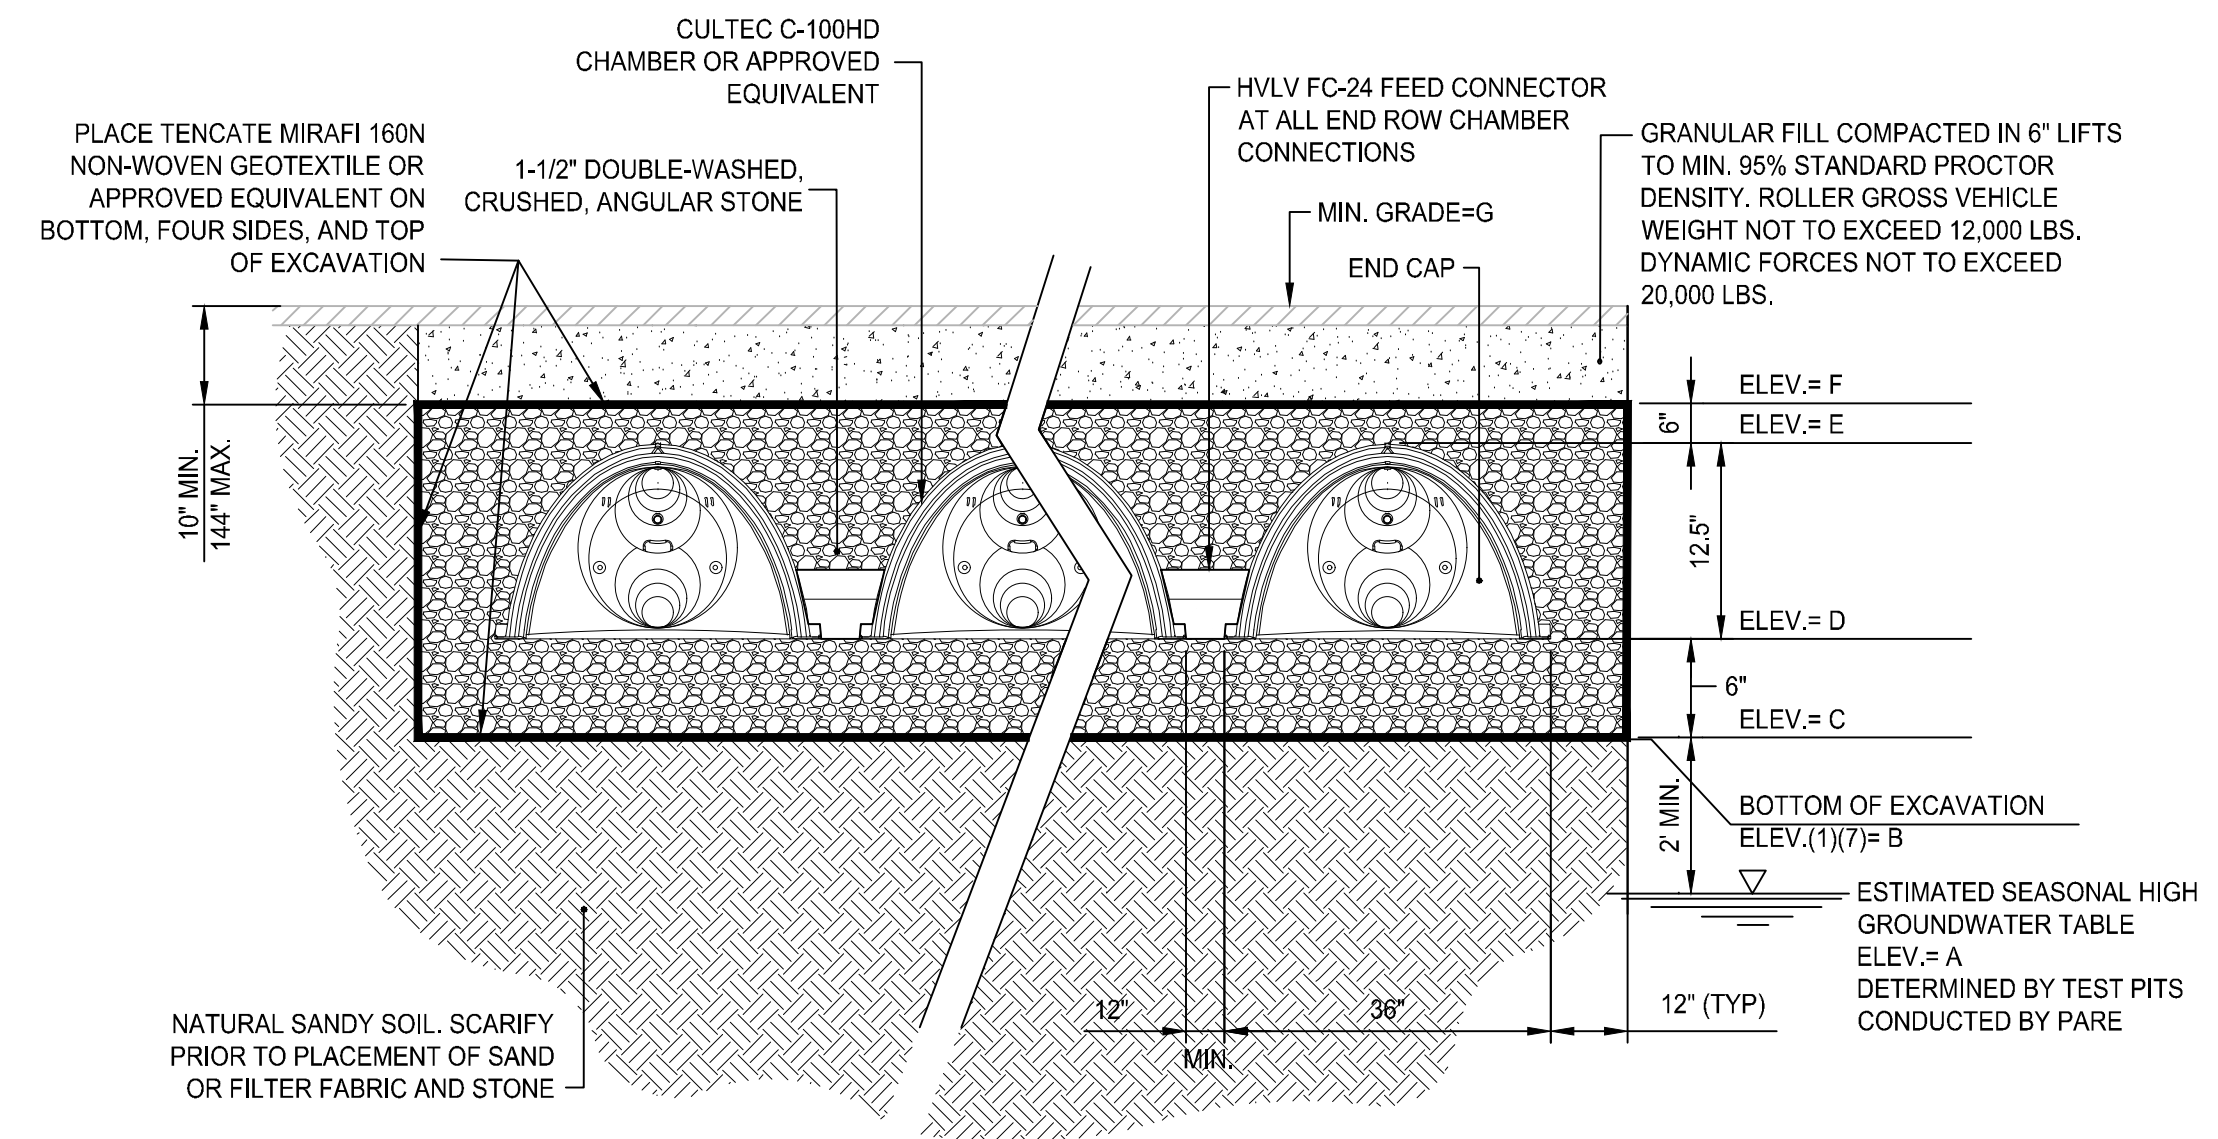 CULTEC C-100HD
CHAMBER OR APPROVED
EQUIVALENT
HVLV FC-24 FEED CONNECTOR
AT ALL END ROW CHAMBER
CONNECTIONS
PLACE TENCATE MIRAFI 160N
NON-WOVEN GEOTEXTILE OR
APPROVED EQUIVALENT ON
BOTTOM, FOUR SIDES, AND TOP
OF EXCAVATION
1-1/2" DOUBLE-WASHED,
CRUSHED, ANGULAR STONE
MIN. GRADE=G
END CAP
GRANULAR FILL COMPACTED IN 6" LIFTS
TO MIN. 95% STANDARD PROCTOR
DENSITY. ROLLER GROSS VEHICLE
WEIGHT NOT TO EXCEED 12,000 LBS.
DYNAMIC FORCES NOT TO EXCEED
20,000 LBS.
10" MIN.
144" MAX.
ELEV.= F
6"
ELEV.= E
12.5"
ELEV.= D
6"
ELEV.= C
2' MIN.
BOTTOM OF EXCAVATION
ELEV.(1)(7)= B
ESTIMATED SEASONAL HIGH
GROUNDWATER TABLE
ELEV.= A
DETERMINED BY TEST PITS
CONDUCTED BY PARE
12"
MIN.
36"
12" (TYP)
NATURAL SANDY SOIL. SCARIFY
PRIOR TO PLACEMENT OF SAND
OR FILTER FABRIC AND STONE